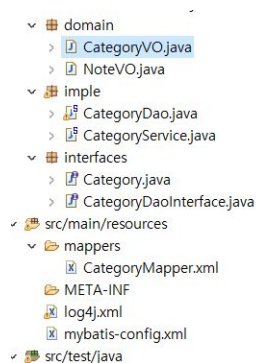 domain
CategoryVO.java
NoteVO.java
imple
CategoryDao.java
CategoryService.java
interfaces
Category.java
CategoryDaoInterface.java
src/main/resources
mappers
CategoryMapper.xml
META-INF
log4j.xml
mybatis-config.xml
src/test/java